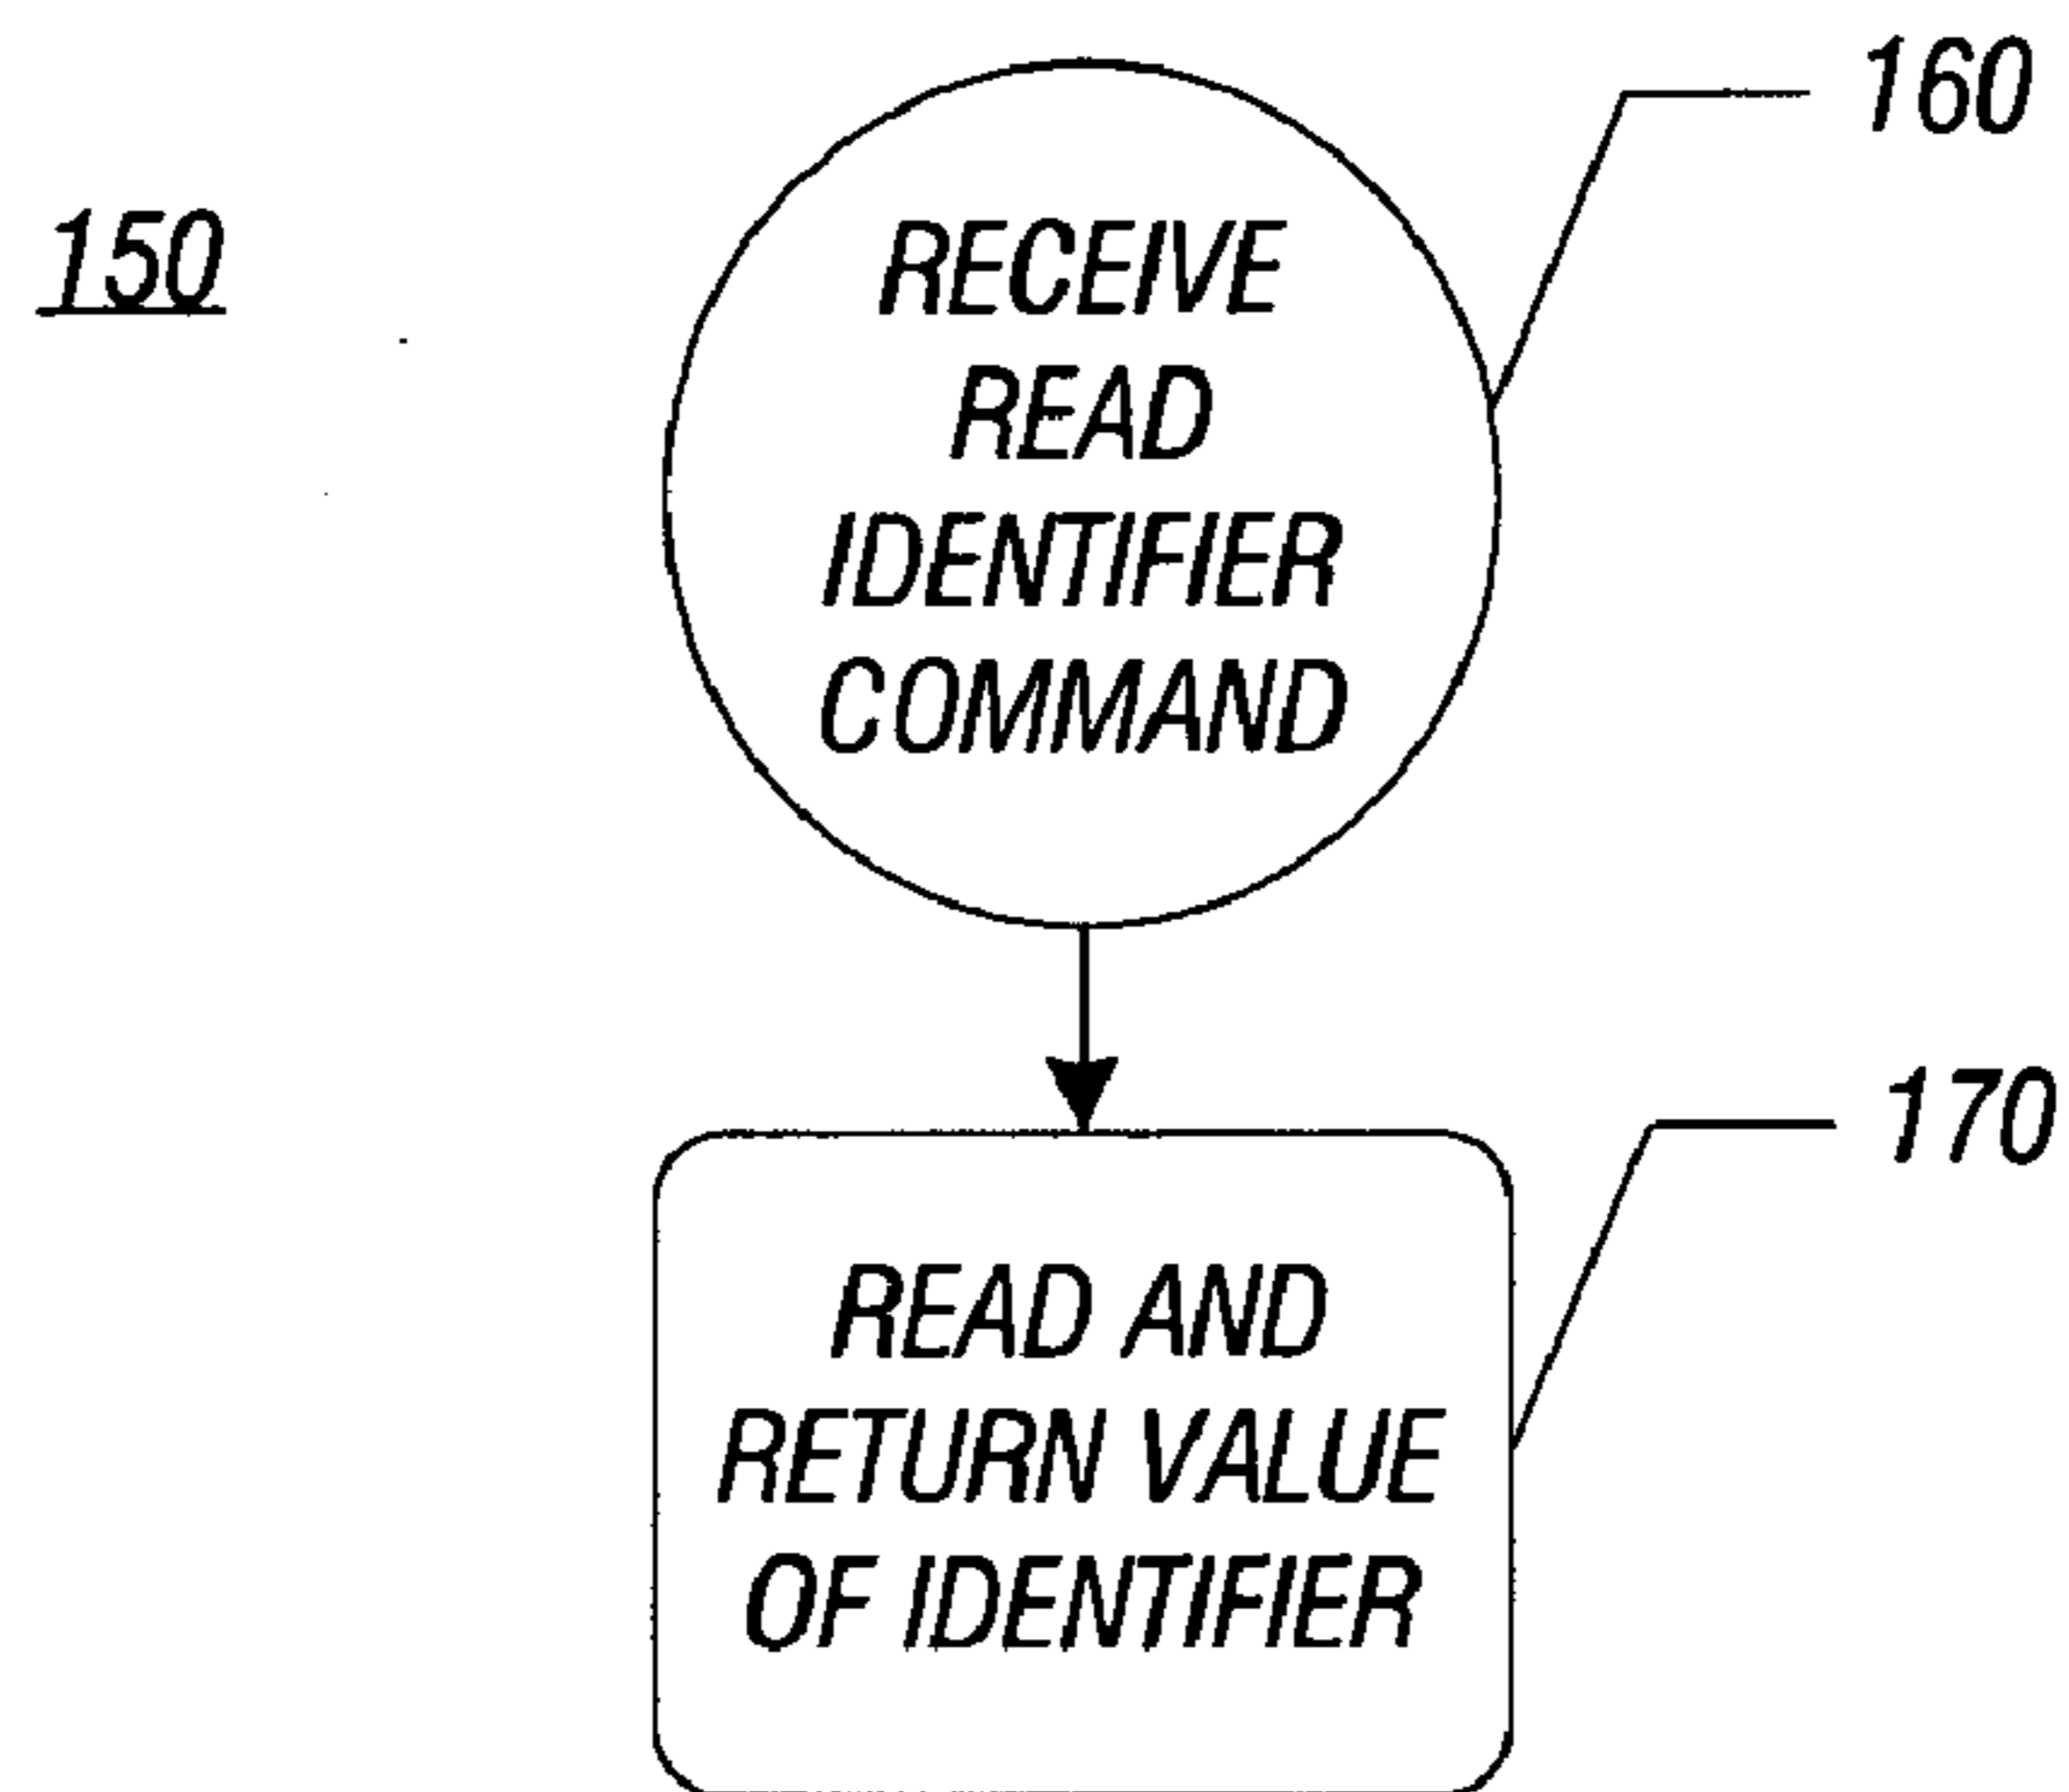 160
150
RECEIVE
READ
IDENTIFIER
COMMAND
170
READ AND
RETURN VALUE
OF IDENTIFIER